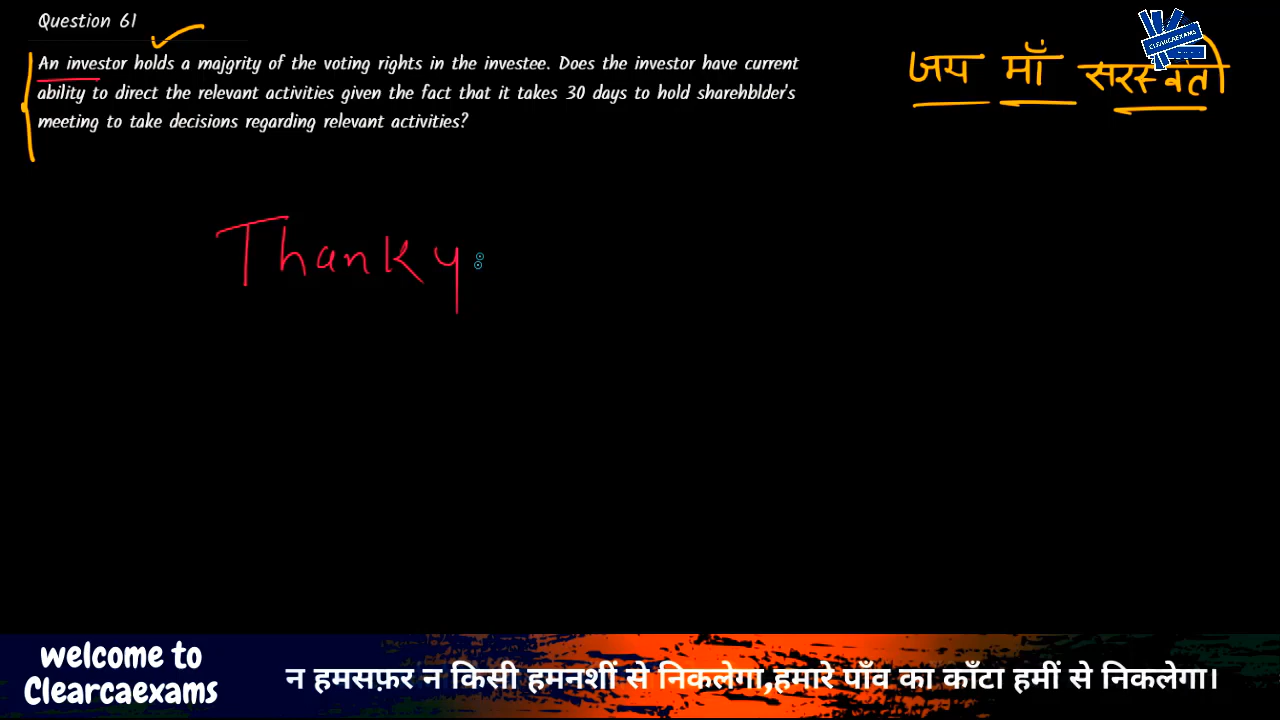 Question 61
An investor holds a majgrity of the voting rights in the investee. Does the investor have current
ability to direct the relevant activities given the fact that it takes 30 days to hold sharehblder's
meeting to take decisions regarding relevant activities?
जय माँ सरस्वती
CLEARCAEXAMS
Thank y
welcome to
Clearcaexams
न हमसफ़र न किसी हमनशीं से निकलेगा,हमारे पाँव का काँटा हमीं से निकलेगा।